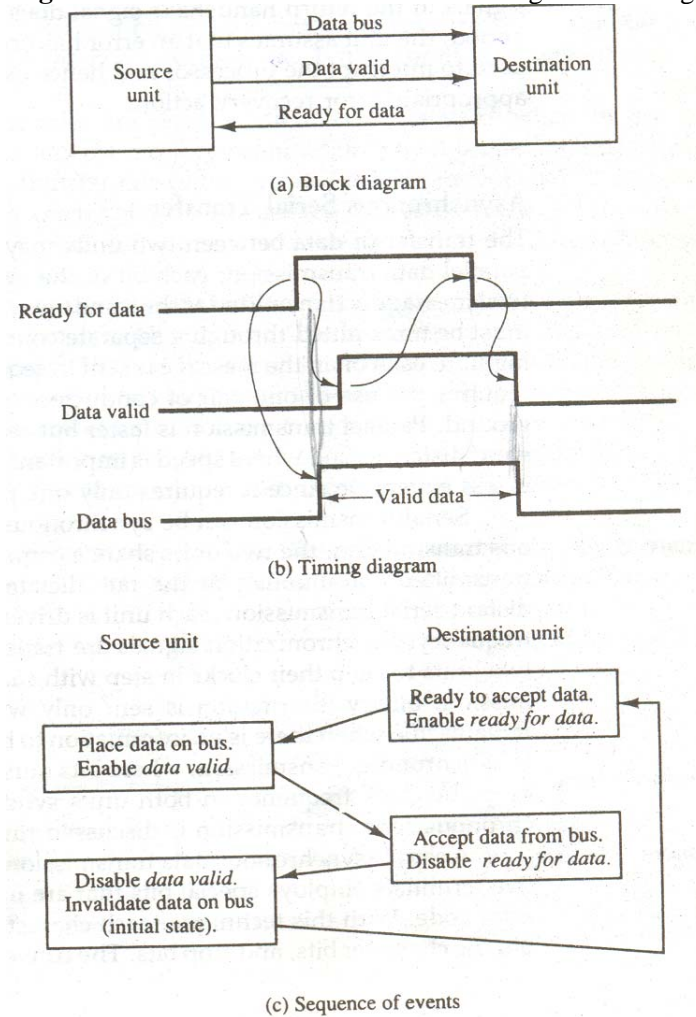 Data bus
Source
unit
Data valid
Destination
unit
Ready for data
(a) Block diagram
Ready for data
Data valid
Valid data
Data bus
(b) Timing diagram
Source unit
Destination unit
Ready to accept data.
Enable ready for data.
Place data on bus.
Enable data valid.
Accept data from bus.
Disable ready for data.
Disable data valid.
Invalidate data on bus
(initial state).
(c) Sequence of events